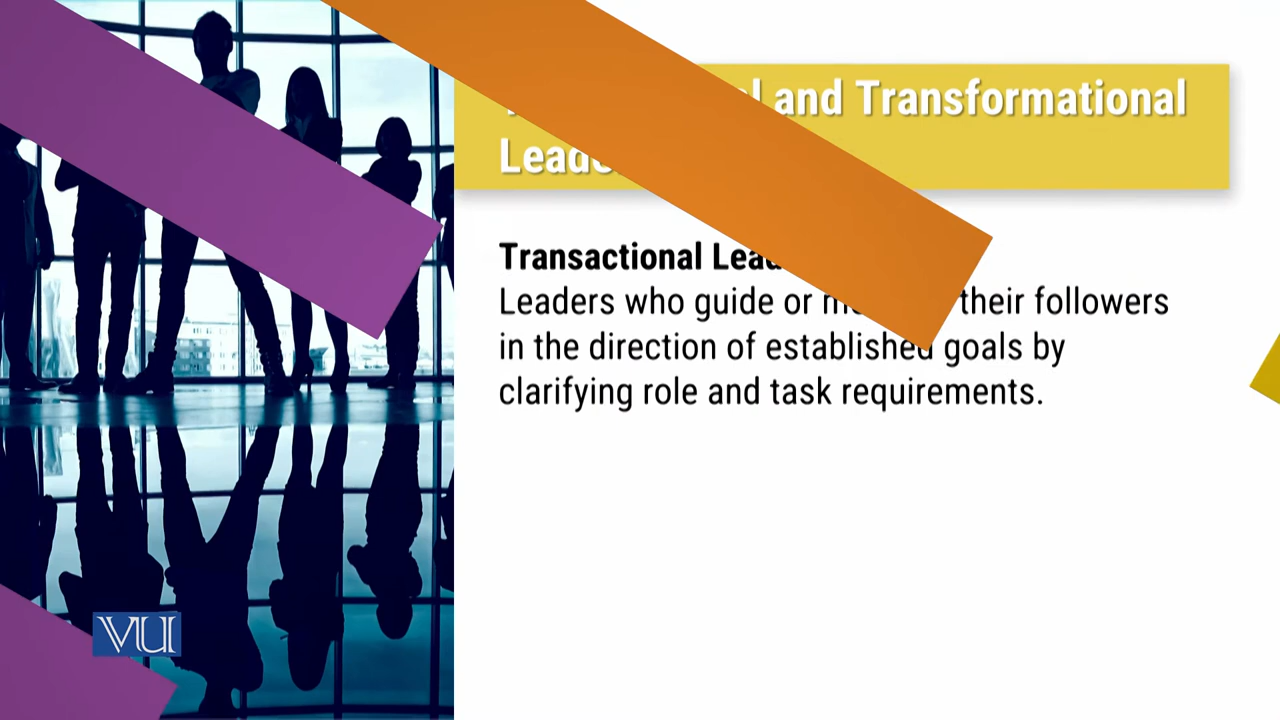 and Transformational
Transactional
Leaders who guide or their followers
in the direction of established goals by
clarifying role and task requirements.
VU